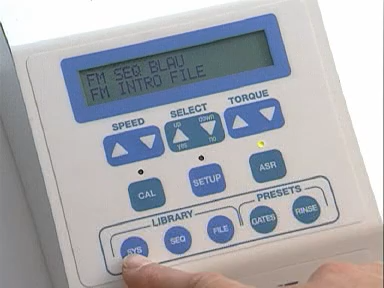 FM SEQ BLAU
FM INTRO FILE
SPEED
SELECT
TORQUE
UP
DOWN
YES
NO
CAL
SETUP
ASR
LIBRARY
PRESETS
SYS
SEQ
FILE
GATES
RINSE